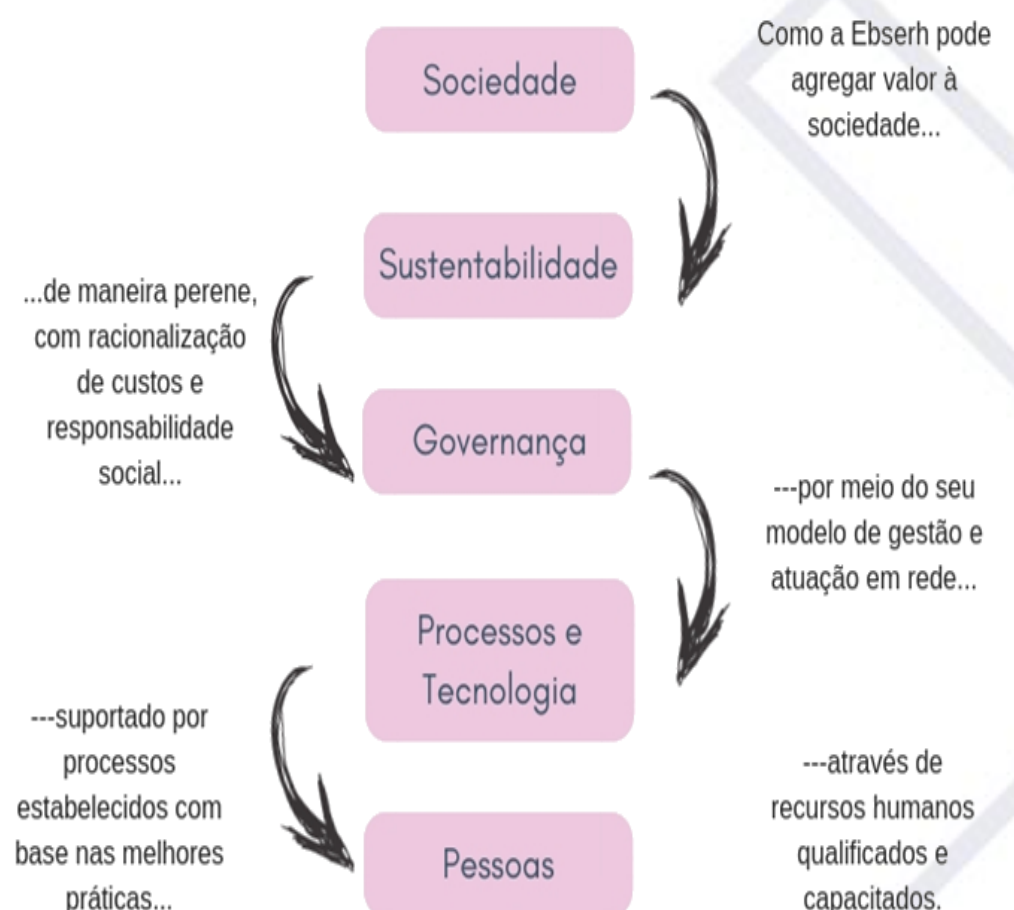 Sociedade
Como a Ebserh pode
agregar valor à
sociedade...
Sustentabilidade
...de maneira perene,
com racionalização
de custos e
responsabilidade
social...
Governança
---por meio do seu
modelo de gestão e
atuação em rede...
Processos e
Tecnologia
---suportado por
processos
estabelecidos com
base nas melhores
práticas...
Pessoas
---através de
recursos humanos
qualificados e
capacitados.